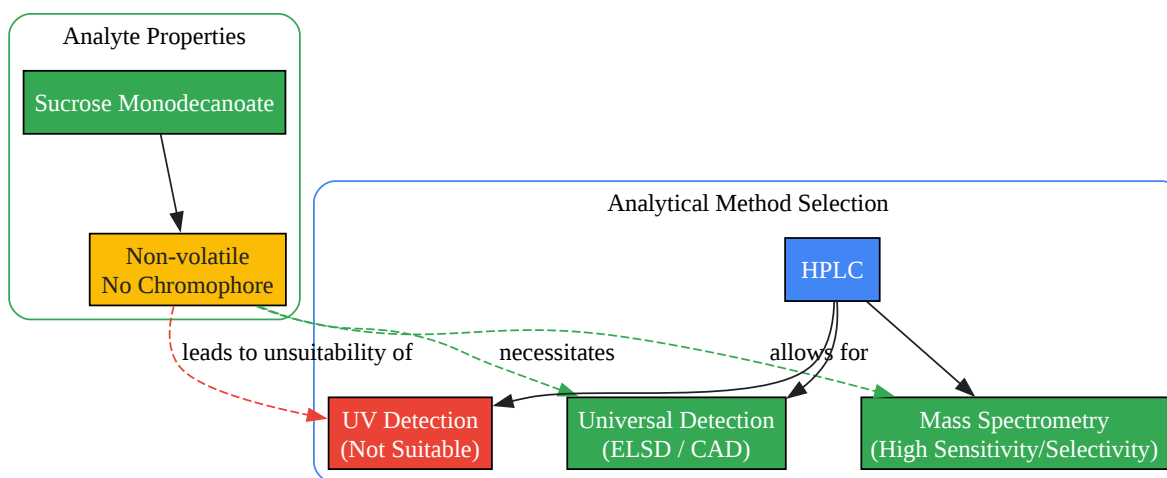 Analyte Properties
Sucrose Monodecanoate
Non-volatile
No Chromophore
Analytical Method Selection
HPLC
leads to unsuitability of
necessitates
allows for
UV Detection
(Not Suitable)
Universal Detection
(ELSD / CAD)
Mass Spectrometry
(High Sensitivity/Selectivity)